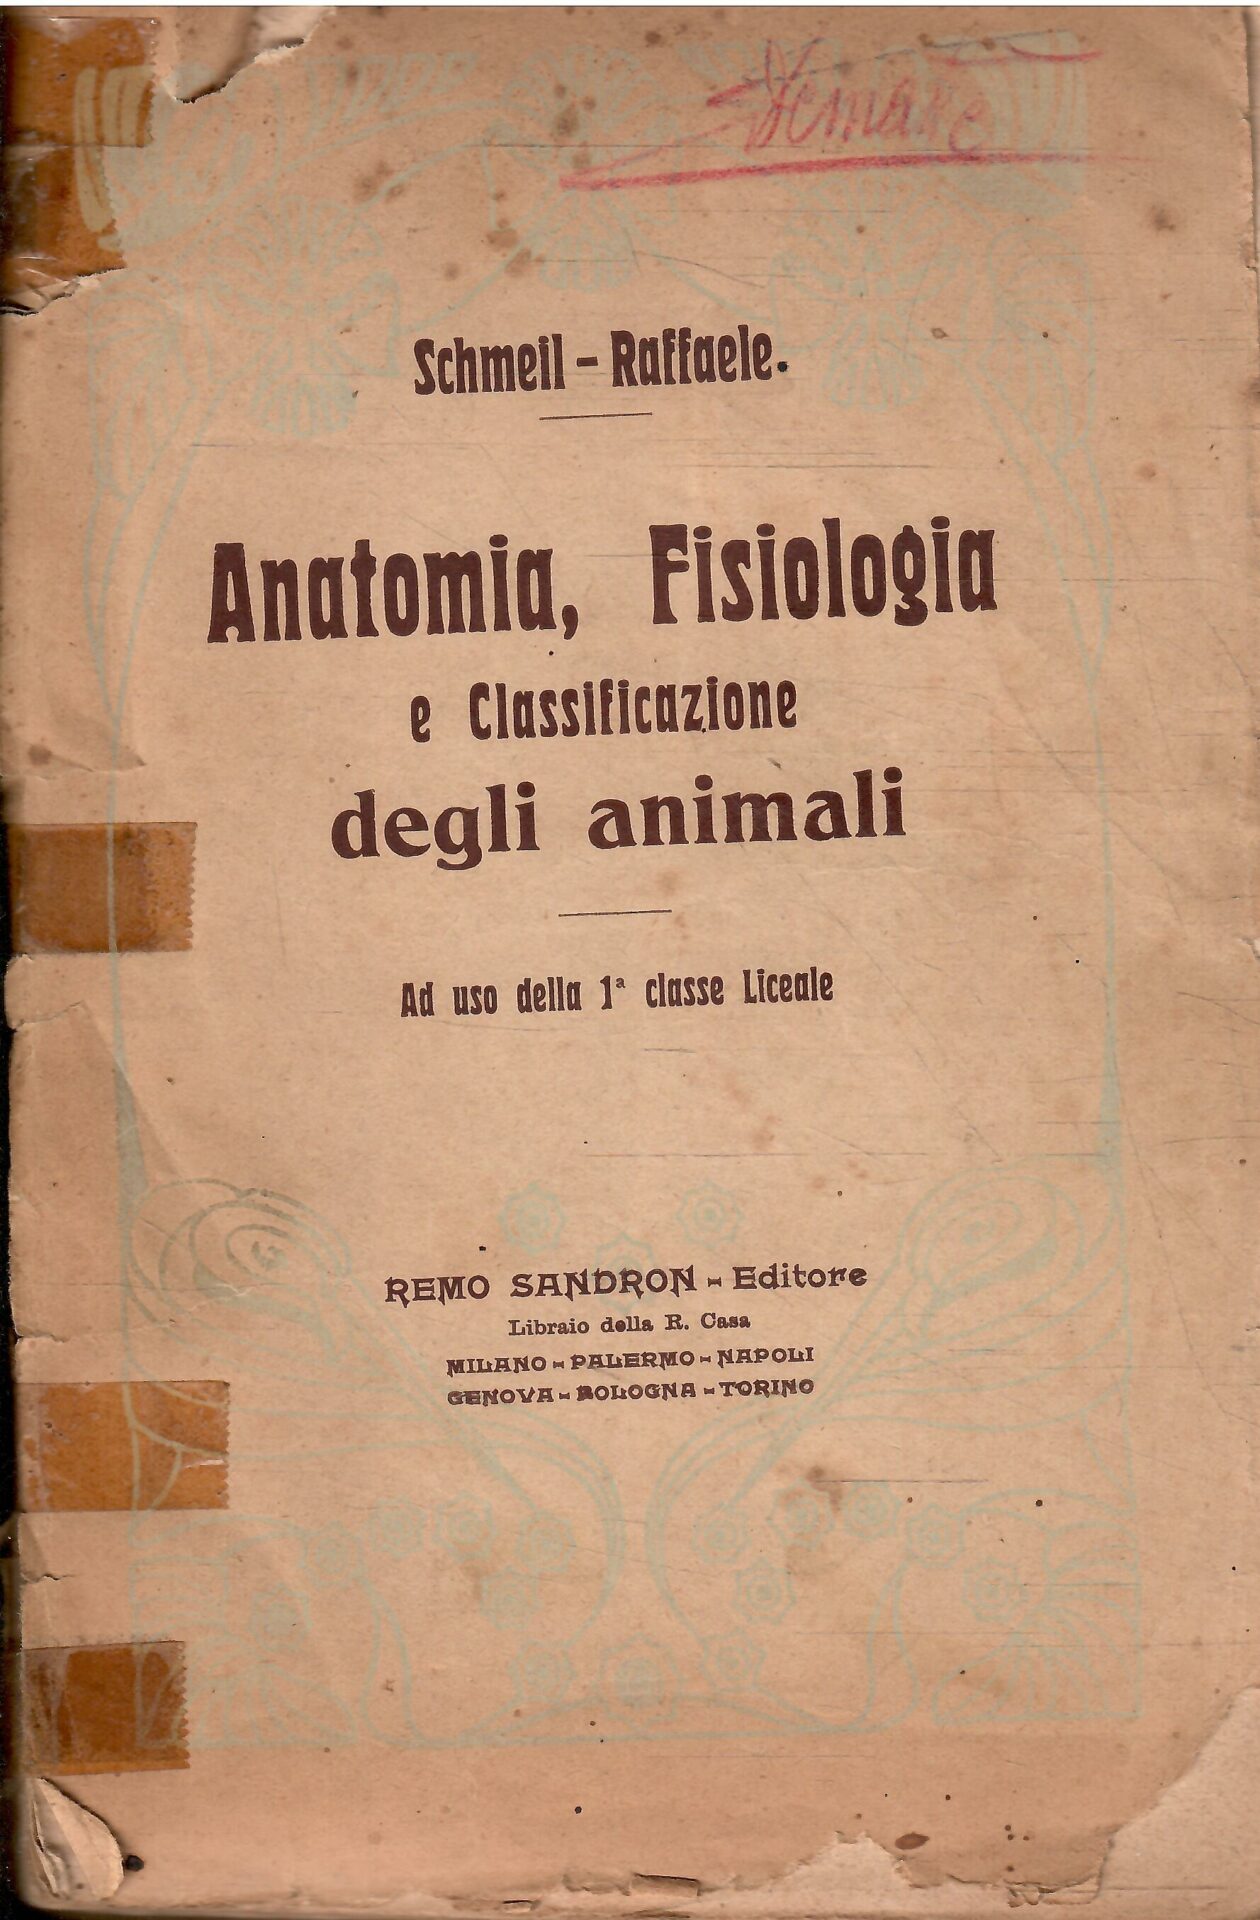 Schmeil - Raffaele.
Anatomia, Fisiologia
e Classificazione
degli animali
Ad uso della 1ª classe Liceale
REMO SANDRON - Editore
Libraio della R. Casa
MILANO - PALERMO - NAPOLI
GENOVA - BOLOGNA - TORINO